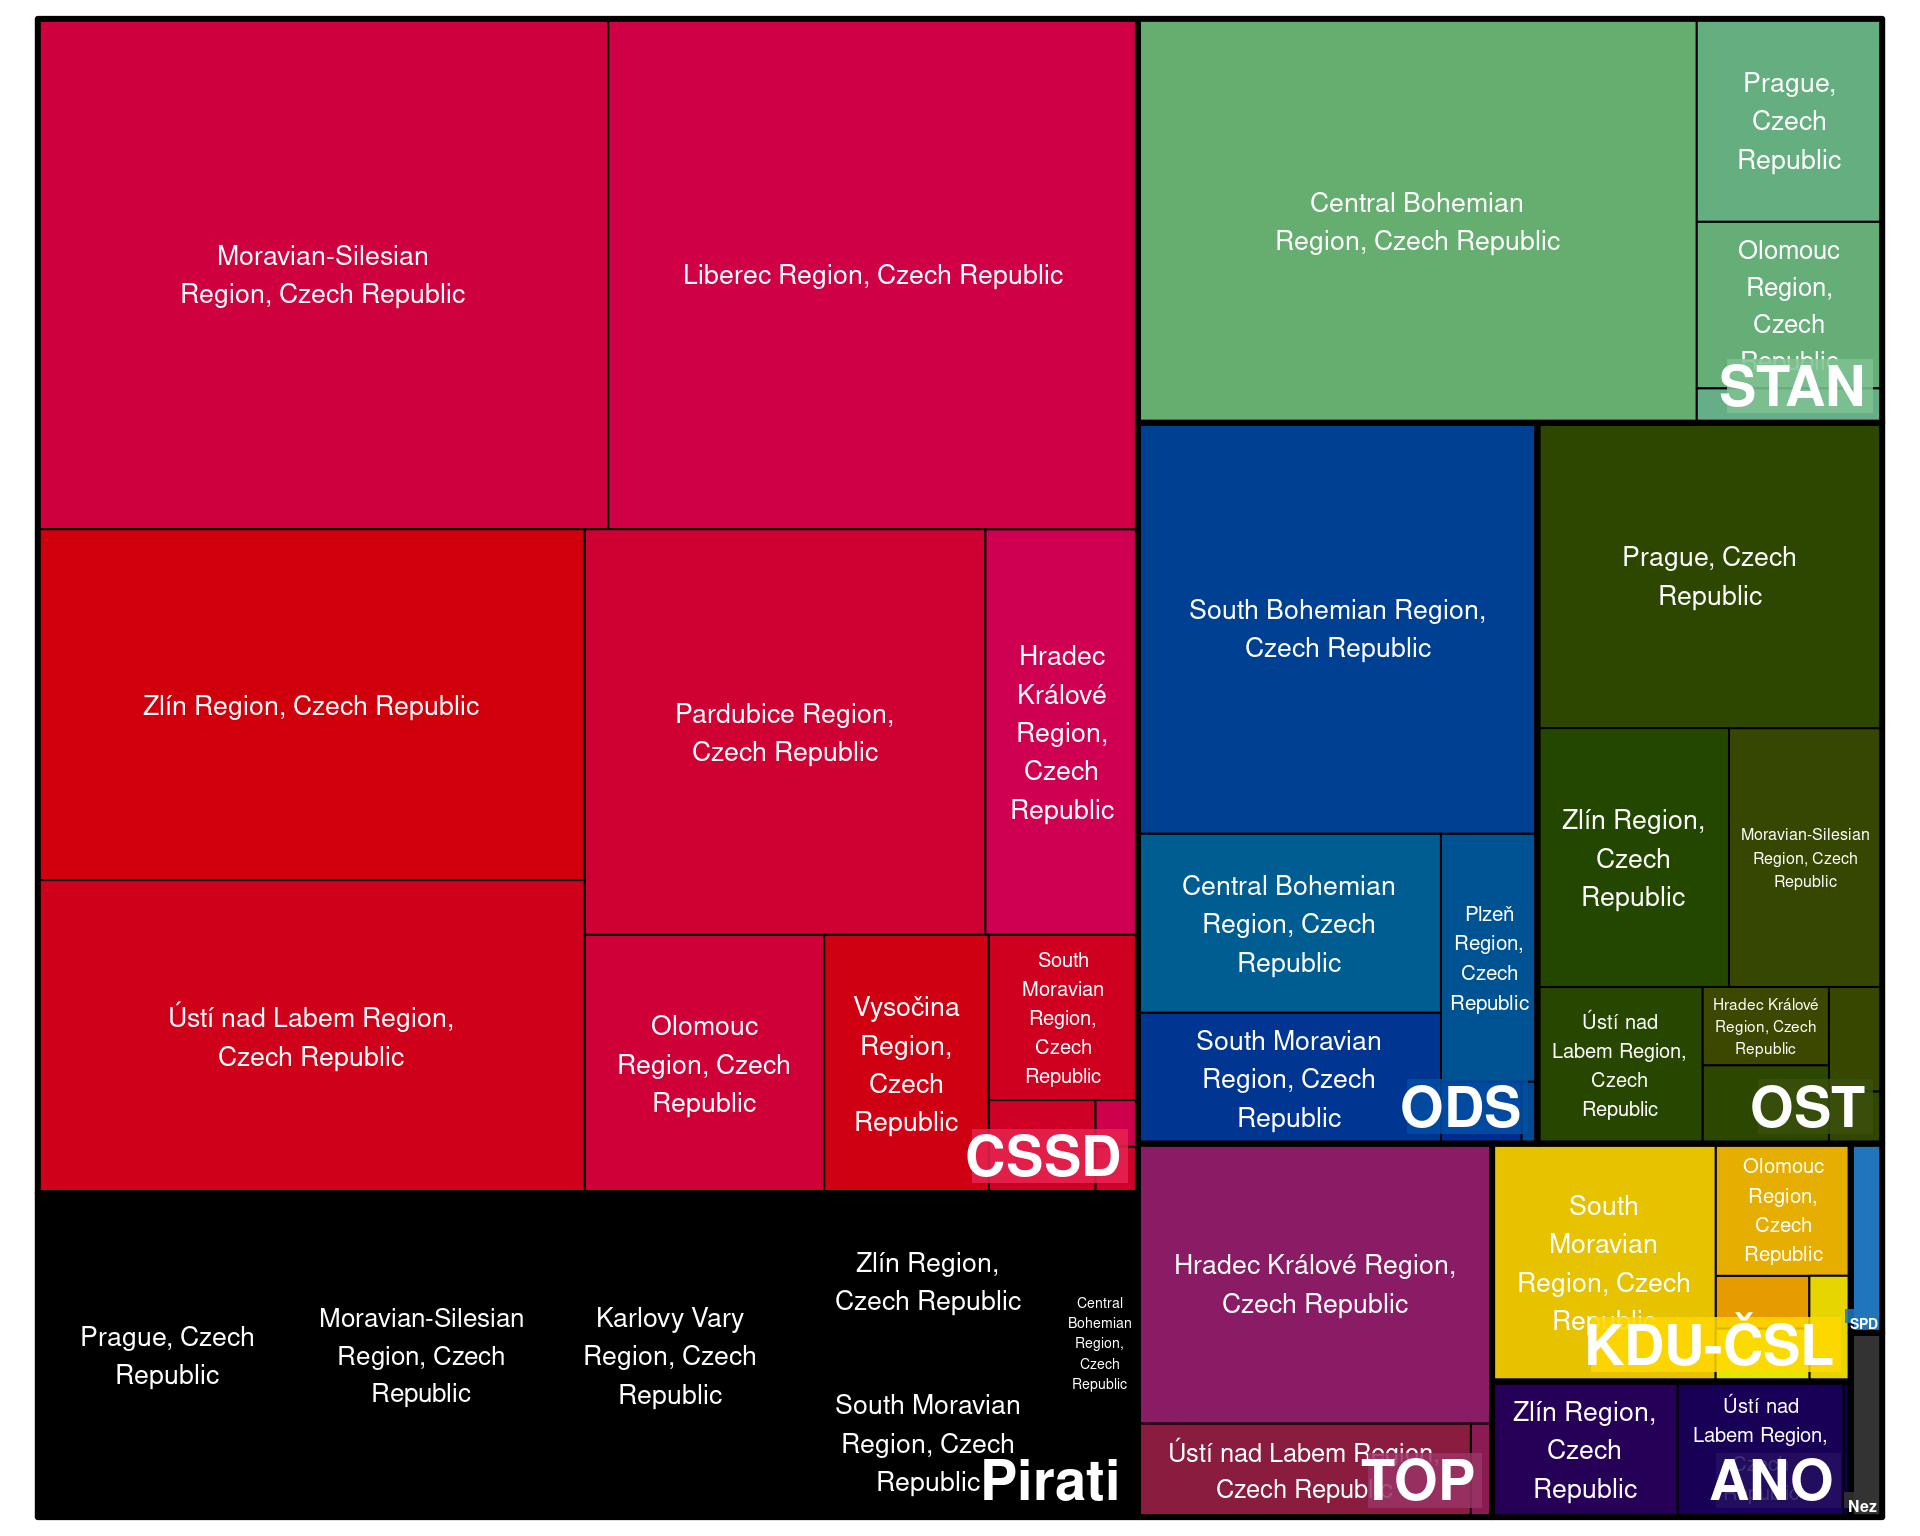 Moravian-Silesian
Region, Czech Republic
Liberec Region, Czech Republic
Zlín Region, Czech Republic
Pardubice Region,
Czech Republic
Hradec
Králové
Region,
Czech
Republic
Ústí nad Labem Region,
Czech Republic
Olomouc
Region, Czech
Republic
Vysočina
Region,
Czech
Republic
South
Moravian
Region,
Czech
Republic
CSSD
Prague, Czech
Republic
Moravian-Silesian
Region, Czech
Republic
Karlovy Vary
Region, Czech
Republic
Zlín Region,
Czech Republic
South Moravian
Region, Czech
Republic
Central
Bohemian
Region,
Czech
Republic
Pirati
Central Bohemian
Region, Czech Republic
Prague,
Czech
Republic
Olomouc
Region,
Czech
Republic
STAN
South Bohemian Region,
Czech Republic
Central Bohemian
Region, Czech
Republic
Plzeň
Region,
Czech
Republic
South Moravian
Region, Czech
Republic
ODS
Prague, Czech
Republic
Zlín Region,
Czech
Republic
Moravian-Silesian
Region, Czech
Republic
Ústí nad
Labem Region,
Czech
Republic
Hradec Králové
Region, Czech
Republic
OST
Hradec Králové Region,
Czech Republic
Ústí nad Labem Region,
Czech Republic
TOP
South
Moravian
Region, Czech
Republic
Olomouc
Region,
Czech
Republic
KDU-ČSL
SPD
Zlín Region,
Czech
Republic
Ústí nad
Labem Region,
ANO
Nez